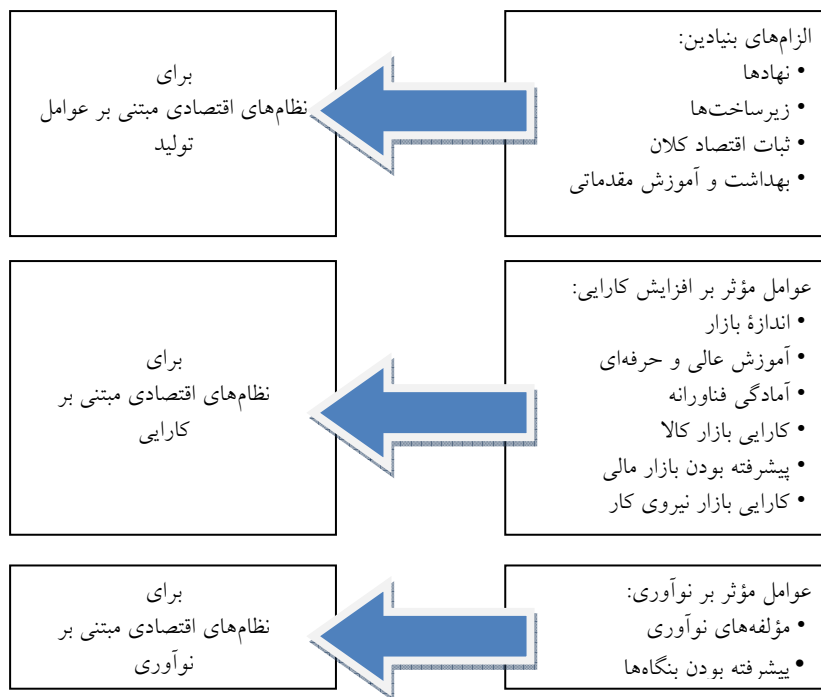 الزام‌های بنیادین:
• نهادها
• زیرساخت‌ها
• ثبات اقتصاد کلان
• بهداشت و آموزش مقدماتی
برای
نظام‌های اقتصادی مبتنی بر عوامل
تولید
عوامل مؤثر بر افزایش کارایی:
• اندازۀ بازار
• آموزش عالی و حرفه‌ای
• آمادگی فناورانه
• کارایی بازار کالا
• پیشرفته بودن بازار مالی
• کارایی بازار نیروی کار
برای
نظام‌های اقتصادی مبتنی بر
کارایی
عوامل مؤثر بر نوآوری:
• مؤلفه‌های نوآوری
• پیشرفته بودن بنگاه‌ها
برای
نظام‌های اقتصادی مبتنی بر
نوآوری